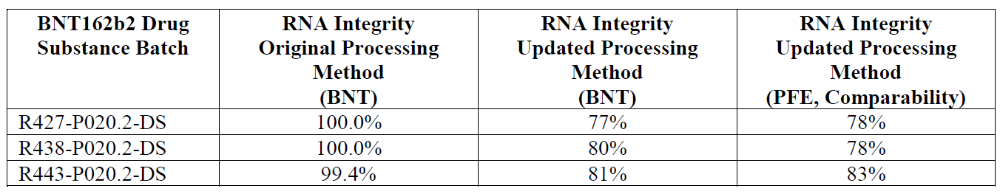 BNT162b2 Drug Substance Batch | RNA Integrity Original Processing Method (BNT) | RNA Integrity Updated Processing Method (BNT) | RNA Integrity Updated Processing Method (PFE, Comparability)
R427-P020.2-DS | 100.0% | 77% | 78%
R438-P020.2-DS | 100.0% | 80% | 78%
R443-P020.2-DS | 99.4% | 81% | 83%